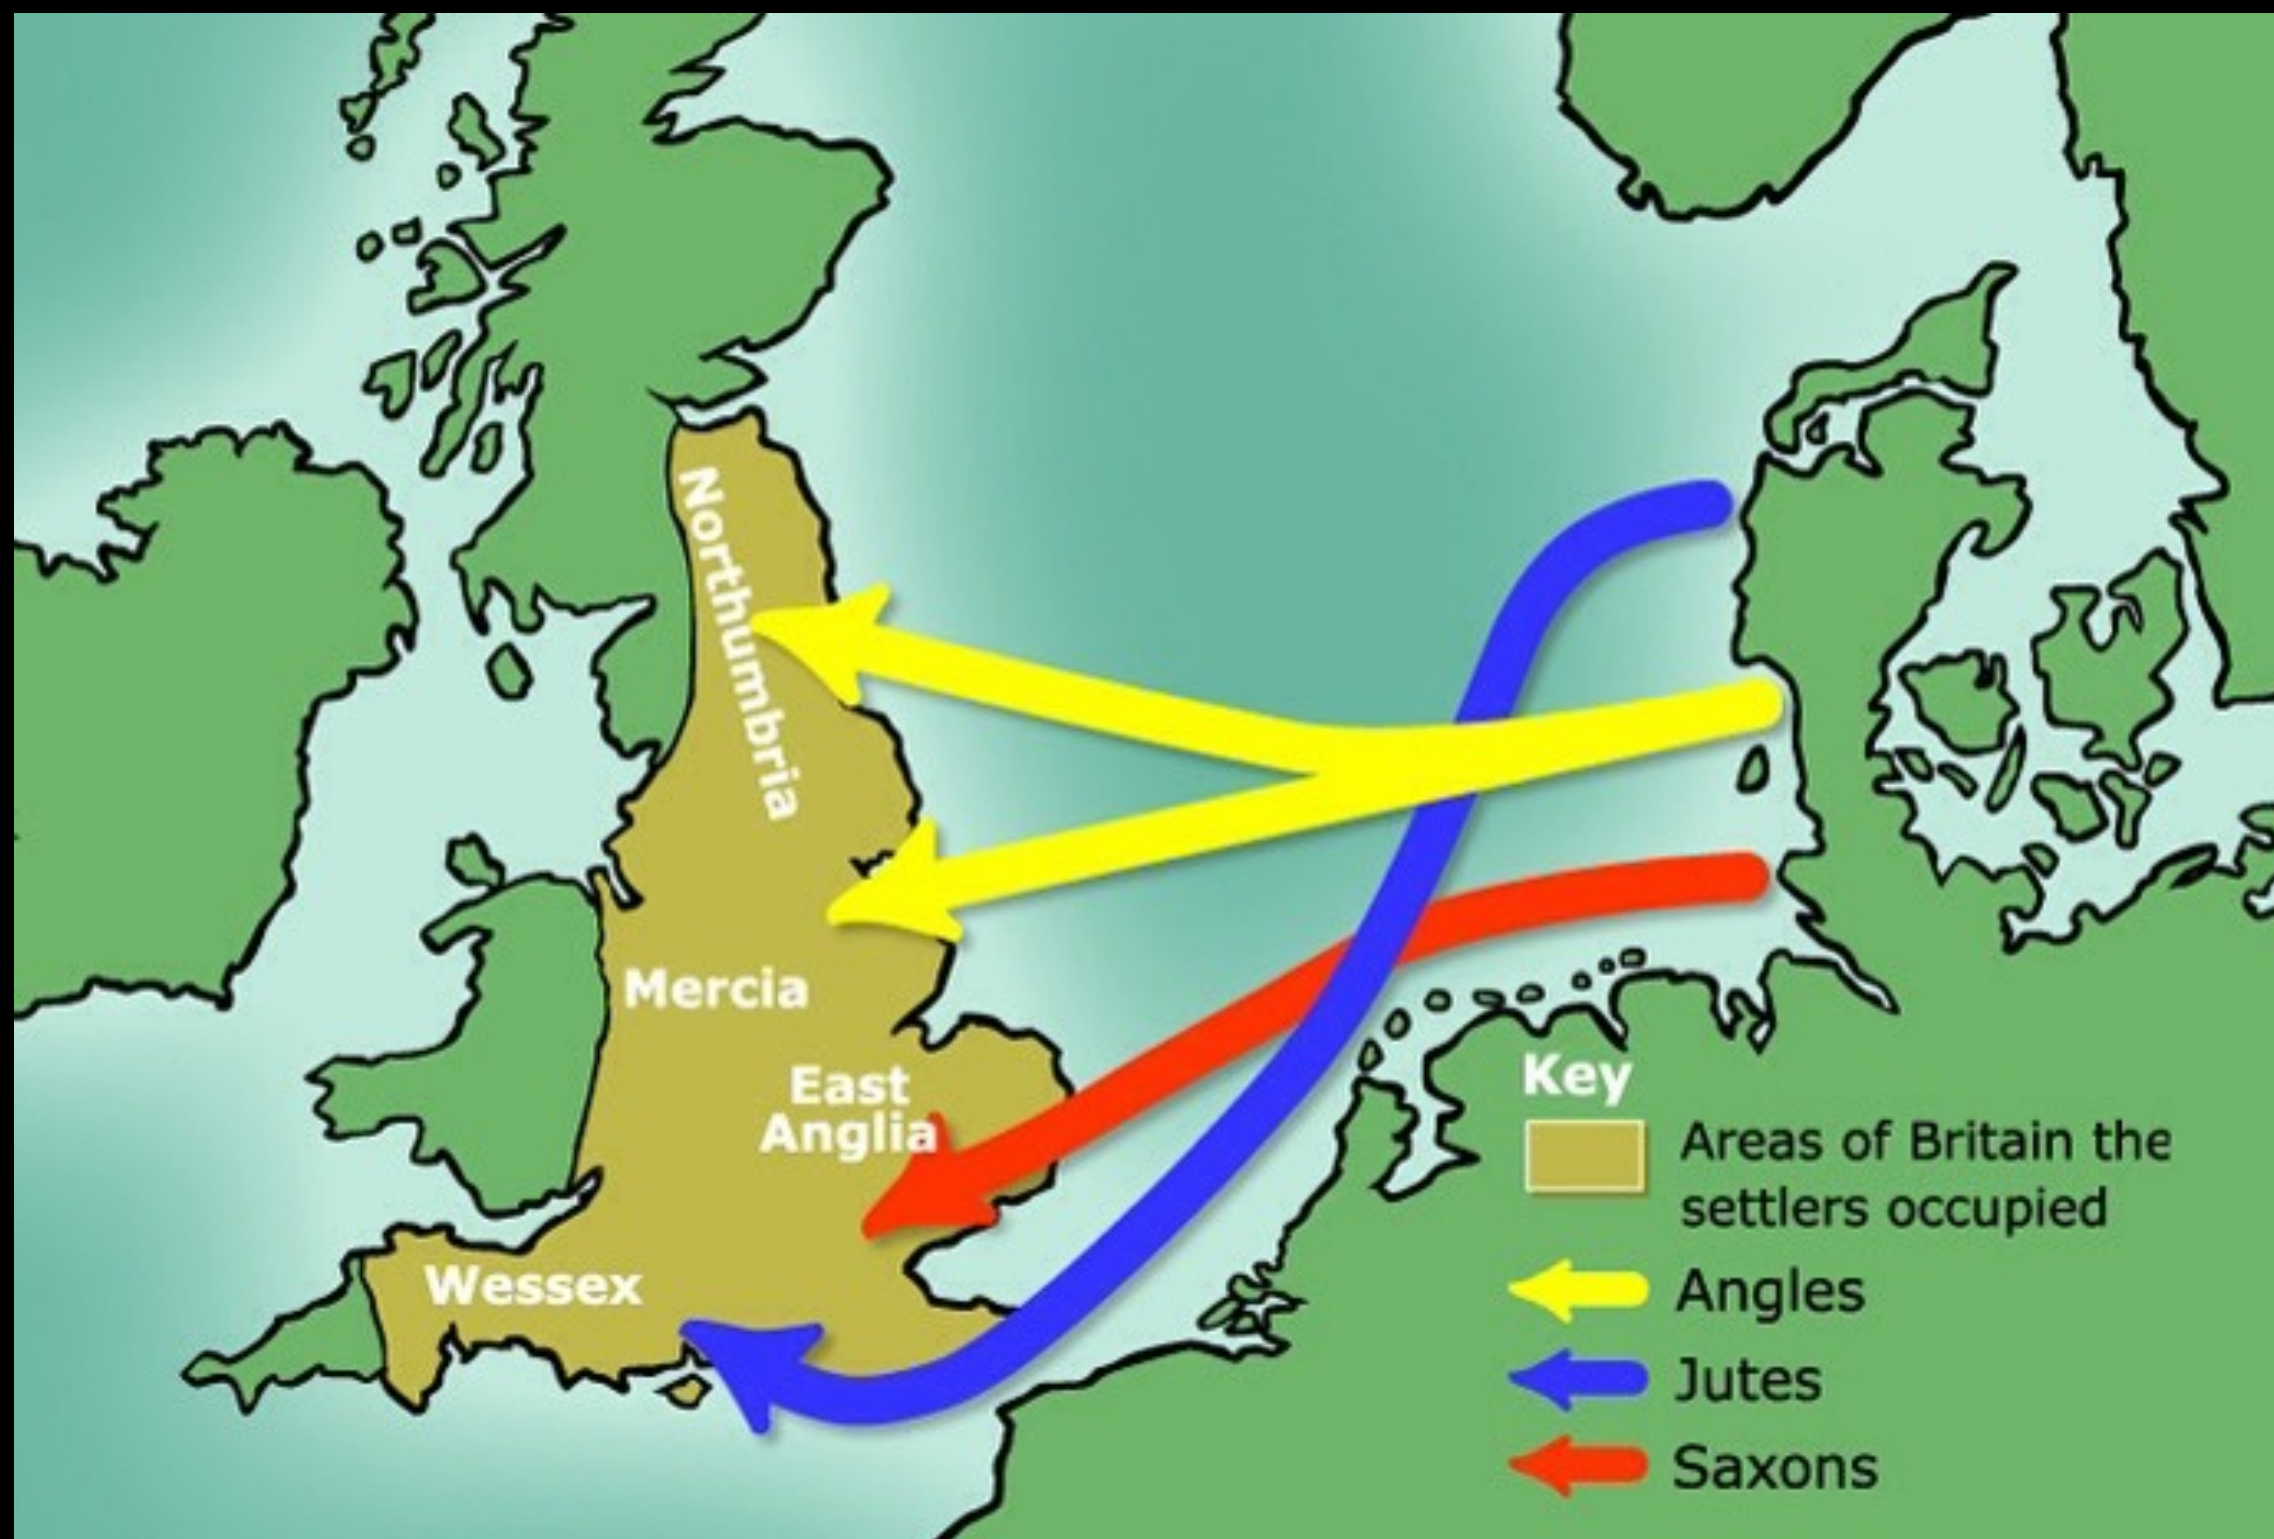 Northumbria
Mercia
East
Anglia
Wessex
Key
Areas of Britain the
settlers occupied
Angles
Jutes
Saxons